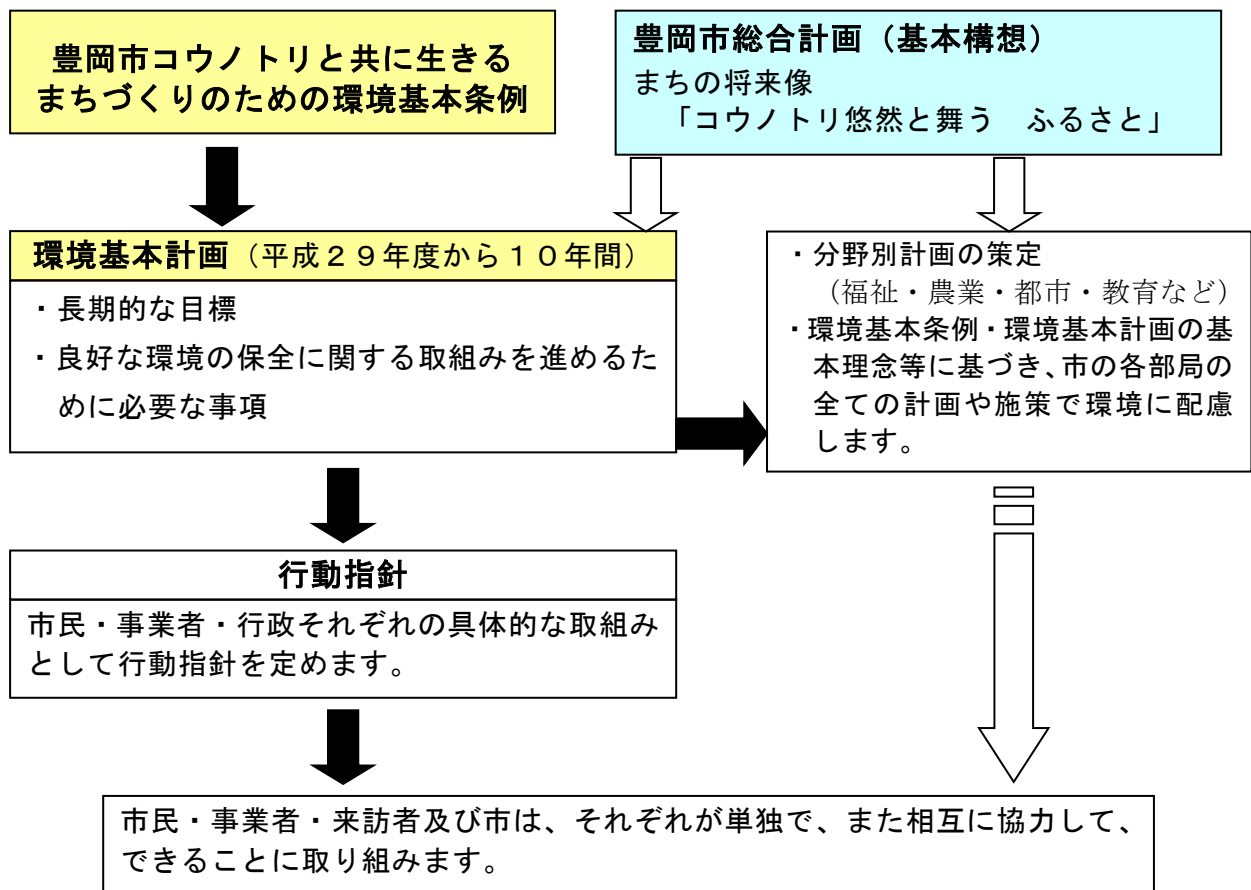 豊岡市コウノトリと共に生きる
まちづくりのための環境基本条例
豊岡市総合計画（基本構想）
まちの将来像
「コウノトリ悠然と舞う　ふるさと」
環境基本計画（平成２９年度から１０年間）
・長期的な目標
・良好な環境の保全に関する取組みを進めるた
めに必要な事項
・分野別計画の策定
（福祉・農業・都市・教育など）
・環境基本条例・環境基本計画の基
本理念等に基づき、市の各部局の
全ての計画や施策で環境に配慮
します。
行動指針
市民・事業者・行政それぞれの具体的な取組み
として行動指針を定めます。
市民・事業者・来訪者及び市は、それぞれが単独で、また相互に協力して、
できることに取り組みます。